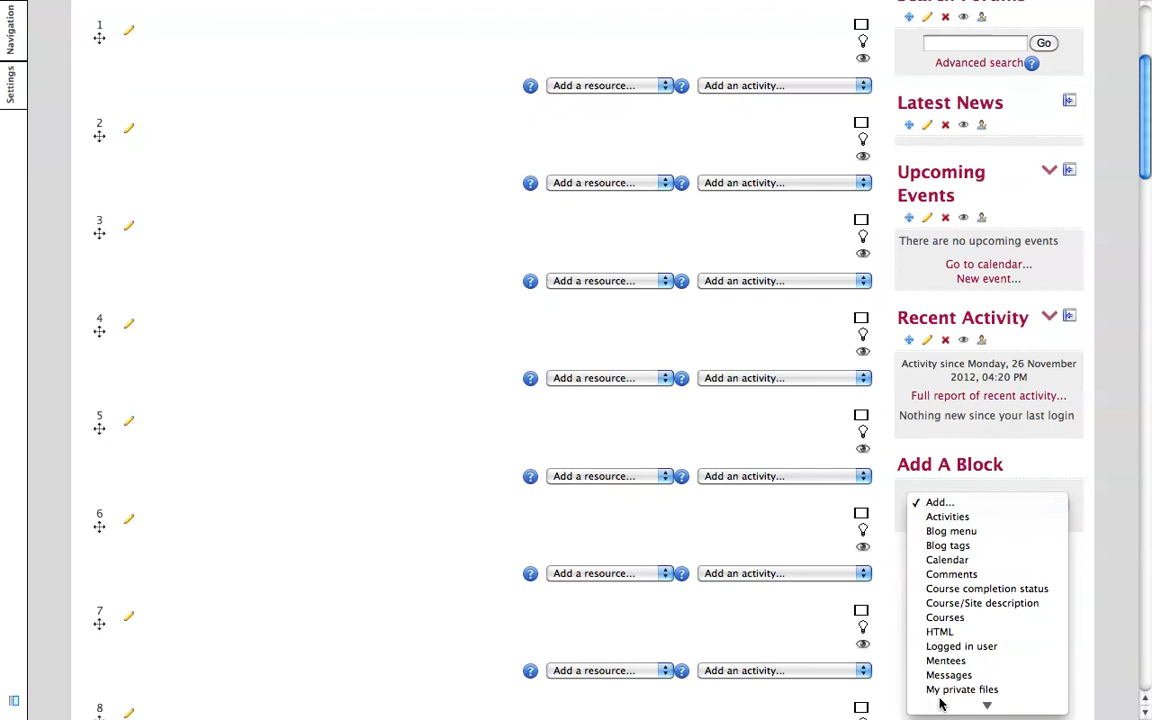 Navigation
Settings
1
Add a resource...
Add an activity...
2
Add a resource...
Add an activity...
3
Add a resource...
Add an activity...
4
Add a resource...
Add an activity...
5
Add a resource...
Add an activity...
6
Add a resource...
Add an activity...
7
Add a resource...
Add an activity...
8
Search Forums
Go
Advanced search
Latest News
Upcoming
Events
There are no upcoming events
Go to calendar...
New event...
Recent Activity
Activity since Monday, 26 November
2012, 04:20 PM
Full report of recent activity...
Nothing new since your last login
Add A Block
Add...
Activities
Blog menu
Blog tags
Calendar
Comments
Course completion status
Course/Site description
Courses
HTML
Logged in user
Mentees
Messages
My private files